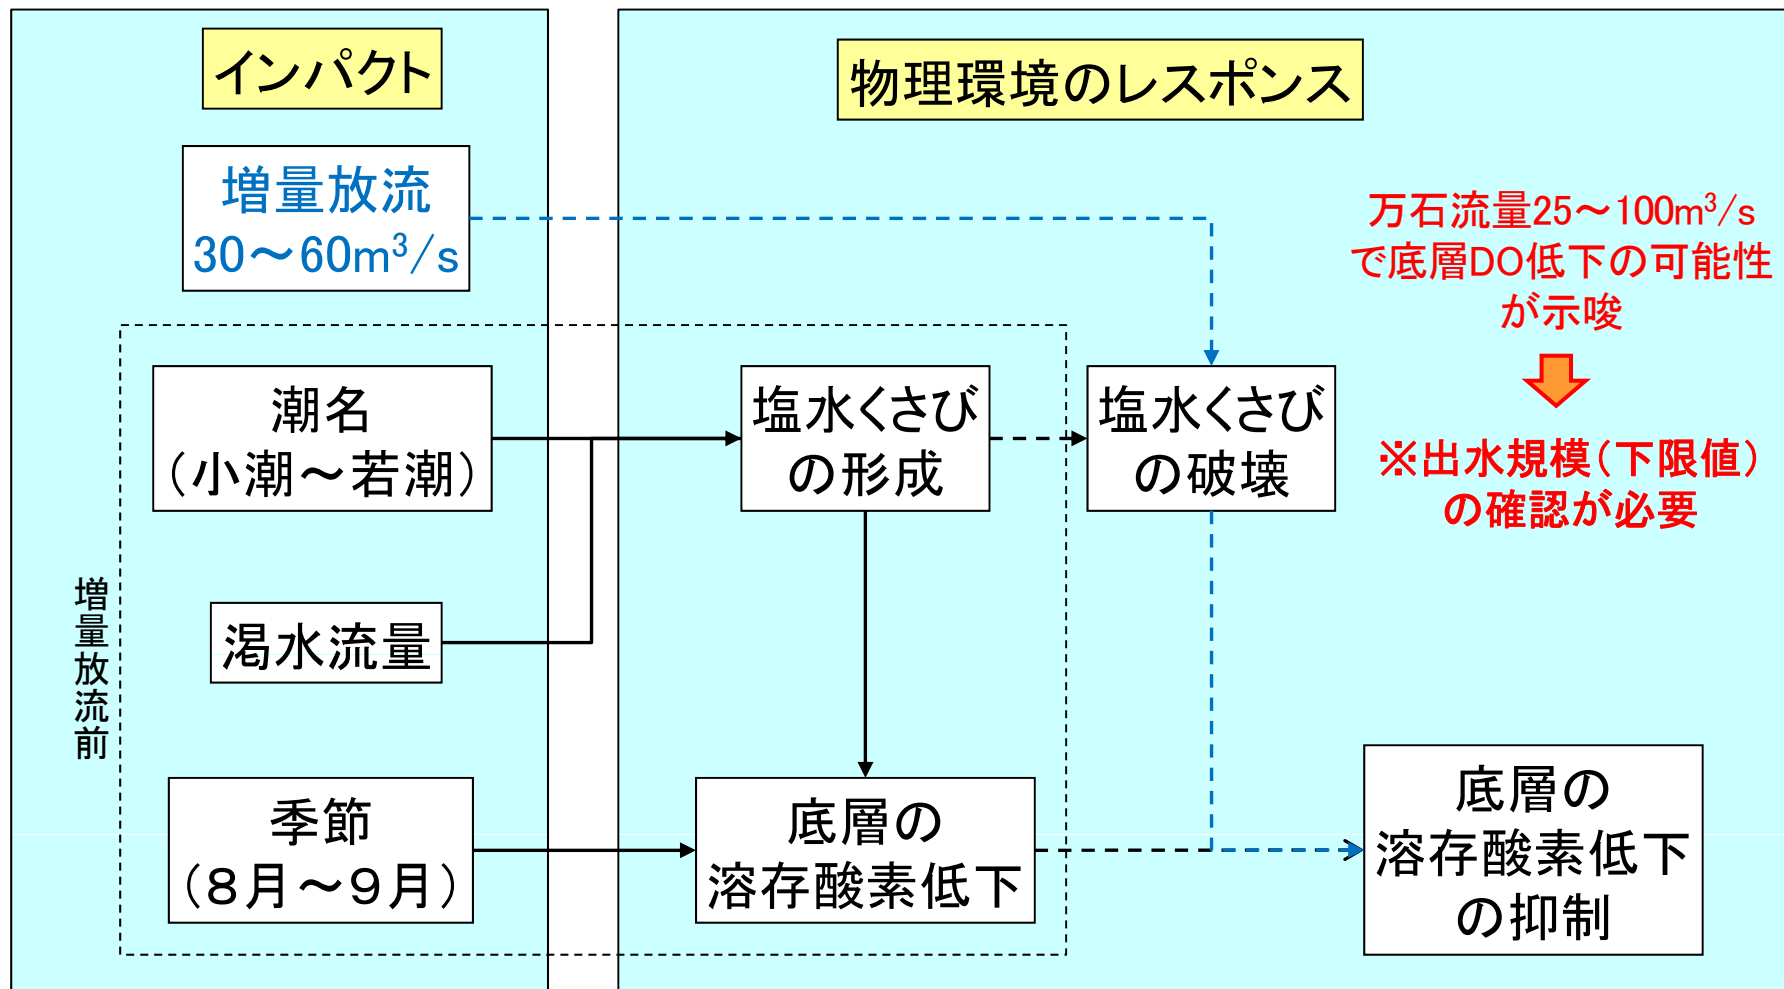 インパクト
増量放流
30～60m³/s
潮名
（小潮～若潮）
渇水流量
季節
（８月～９月）
増量放流前
物理環境のレスポンス
塩水くさび
の形成
塩水くさび
の破壊
底層の
溶存酸素低下
底層の
溶存酸素低下
の抑制
万石流量25～100m³/s
で底層DO低下の可能性
が示唆
※出水規模（下限値）
の確認が必要